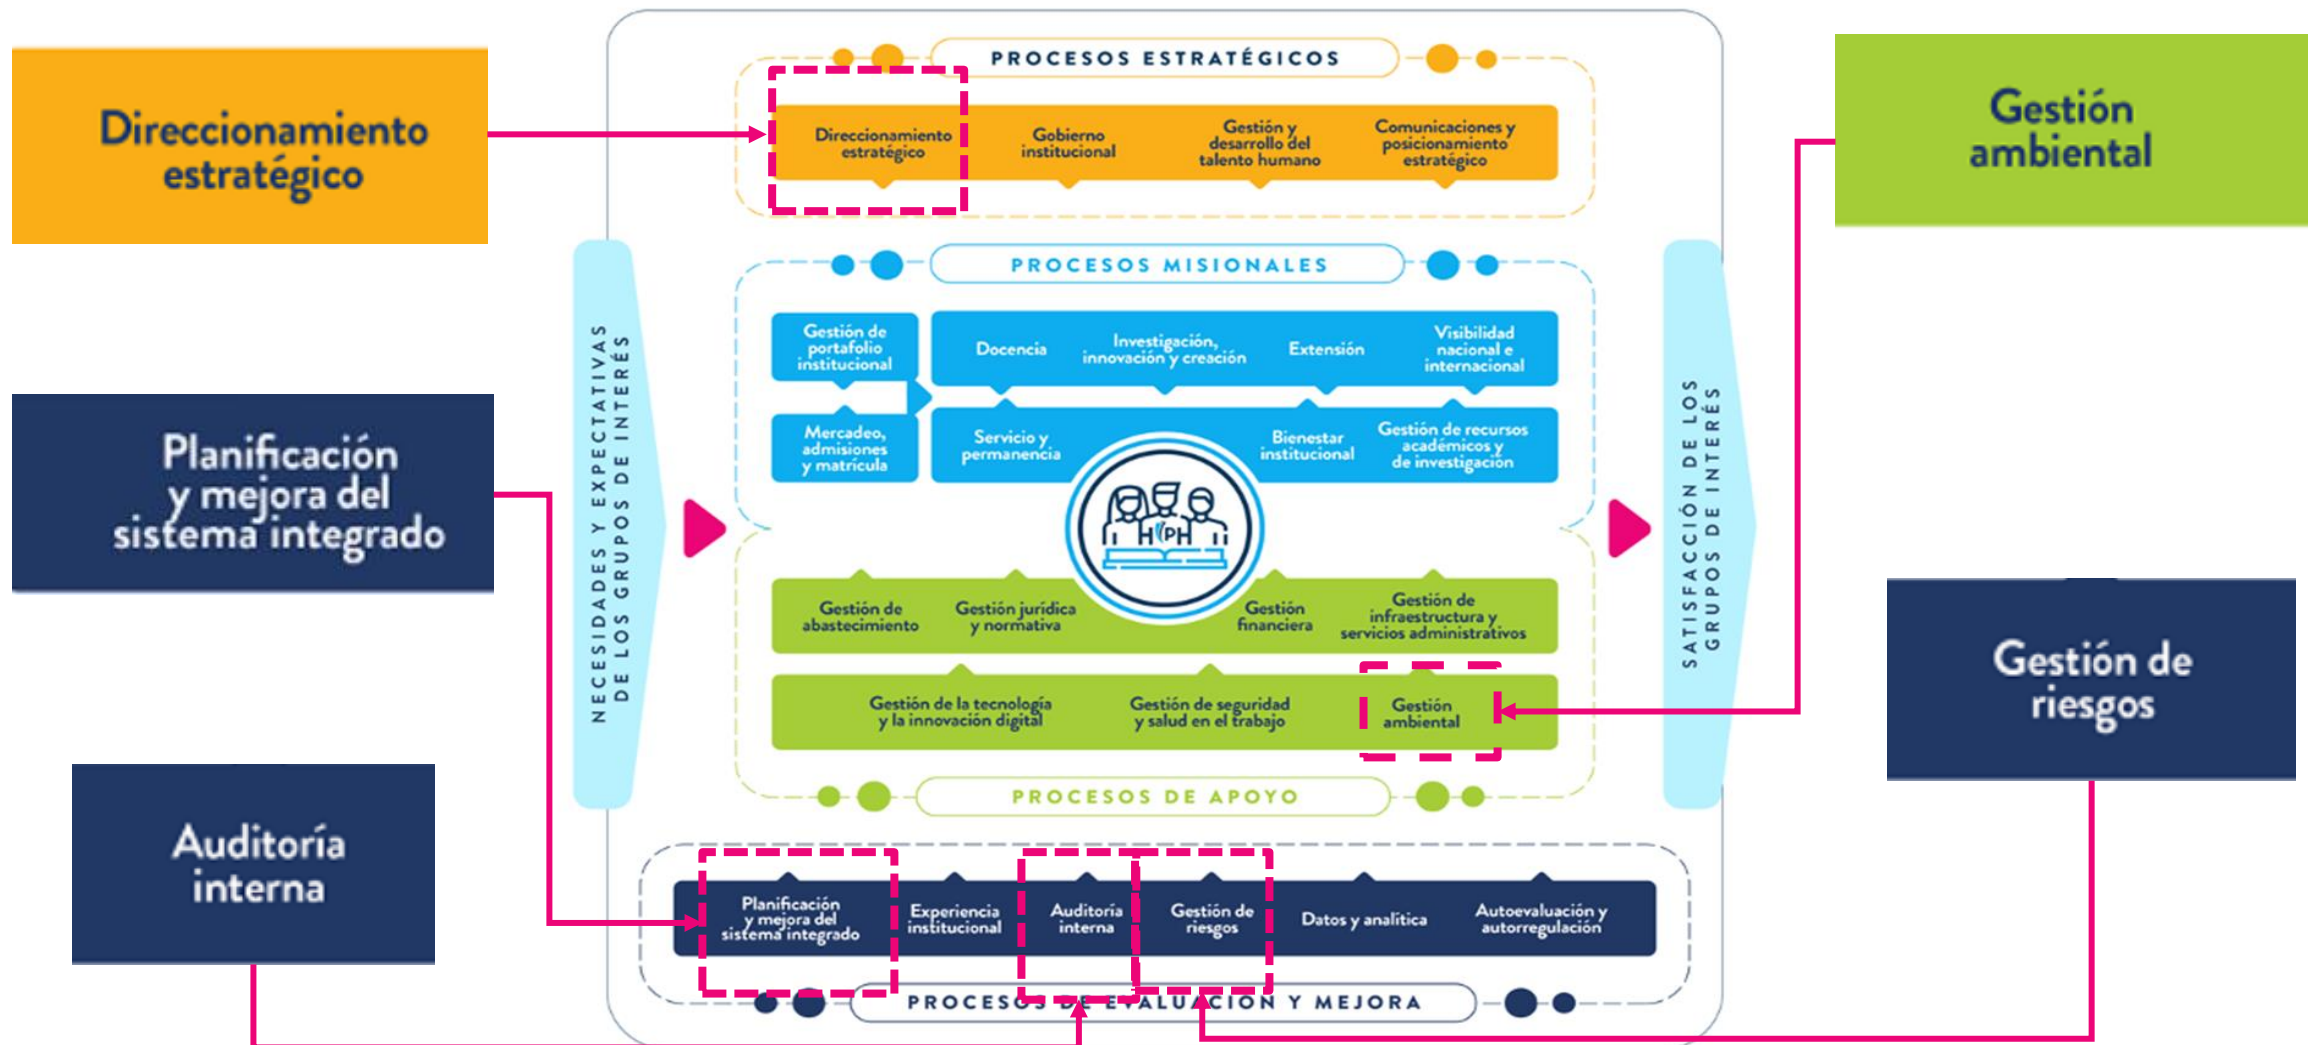 Direccionamiento
estratégico
Planificación
y mejora del
sistema integrado
Auditoría
interna
PROCESOS ESTRATÉGICOS
Direccionamiento
estratégico
Gobierno
institucional
Gestión y
desarrollo del
talento humano
Comunicaciones y
posicionamiento
estratégico
NECESIDADES Y EXPECTATIVAS
DE LOS GRUPOS DE INTERÉS
PROCESOS MISIONALES
Gestión de
portafolio
institucional
Docencia
Investigación,
innovación y creación
Extensión
Visibilidad
nacional e
internacional
Mercadeo,
admisiones
y matrícula
Servicio y
permanencia
Bienestar
institucional
Gestión de recursos
académicos y
de investigación
Gestión de
abastecimiento
Gestión jurídica
y normativa
Gestión
financiera
Gestión de
infraestructura y
servicios administrativos
Gestión de la tecnología
y la innovación digital
Gestión de seguridad
y salud en el trabajo
Gestión
ambiental
PROCESOS DE APOYO
SATISFACCIÓN DE LOS
GRUPOS DE INTERÉS
Planificación
y mejora del
sistema integrado
Experiencia
institucional
Auditoría
interna
Gestión de
riesgos
Datos y analítica
Autoevaluación y
autorregulación
PROCESOS DE EVALUACIÓN Y MEJORA
Gestión
ambiental
Gestión de
riesgos